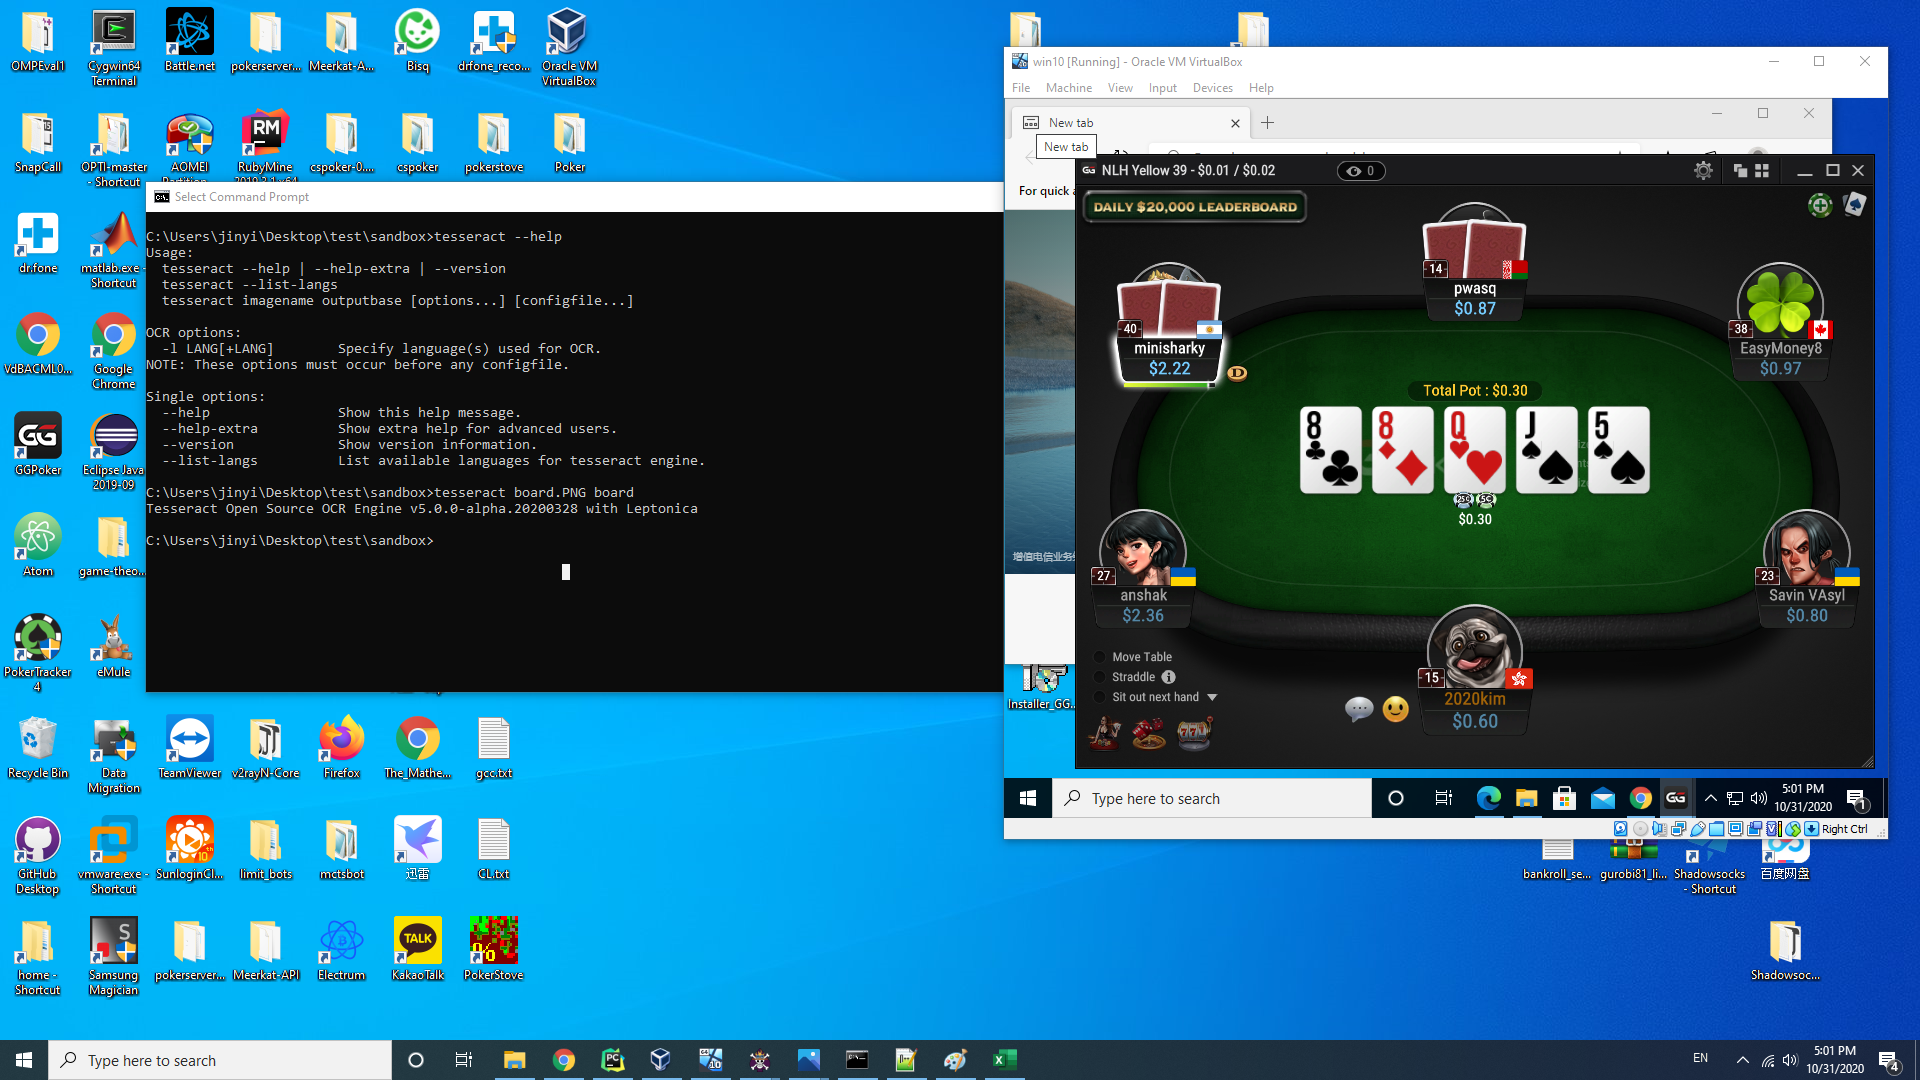 OMPEval1
Cygwin64 Terminal
Battle.net
pokerserver...
Meerkat-A...
Bisq
drfone_reco...
Oracle VM VirtualBox
SnapCall
OPTI-master - Shortcut
AOMEI
RubyMine
cspoker-0....
cspoker
pokerstove
Poker
dr.fone
matlab.exe - Shortcut
VdBACML0...
Google Chrome
GGPoker
Eclipse Java 2019-09
Atom
game-theo...
PokerTracker 4
eMule
Recycle Bin
Data Migration
TeamViewer
v2rayN-Core
Firefox
The_Mathe...
gcc.txt
GitHub Desktop
vmware.exe - Shortcut
SunloginCl...
limit_bots
mctsbot
迅雷
CL.txt
home - Shortcut
Samsung Magician
pokerserver...
Meerkat-API
Electrum
KakaoTalk
PokerStove
TALK
Select Command Prompt
C:\Users\jinyi\Desktop\test\sandbox>tesseract --help
Usage:
tesseract --help | --help-extra | --version
tesseract --list-langs
tesseract imagename outputbase [options...] [configfile...]
OCR options:
-l LANG[+LANG] Specify language(s) used for OCR.
NOTE: These options must occur before any configfile.
Single options:
--help Show this help message.
--help-extra Show extra help for advanced users.
--version Show version information.
--list-langs List available languages for tesseract engine.
C:\Users\jinyi\Desktop\test\sandbox>tesseract board.PNG board
Tesseract Open Source OCR Engine v5.0.0-alpha.20200328 with Leptonica
C:\Users\jinyi\Desktop\test\sandbox>
win10 [Running] - Oracle VM VirtualBox
File Machine View Input Devices Help
New tab
New tab
For quick a
NLH Yellow 39 - $0.01 / $0.02
0
DAILY $20,000 LEADERBOARD
14
pwasq
$0.87
40
minisharky
$2.22
D
38
EasyMoney8
$0.97
Total Pot : $0.30
8 8 Q J 5
25C 5C
$0.30
27
anshak
$2.36
23
Savin VAsyl
$0.80
15
2020kim
$0.60
Move Table
Straddle
Sit out next hand
增值电信业务
Installer_GG...
Type here to search
5:01 PM
10/31/2020
1
Right Ctrl
bankroll_se...
gurobi81_li...
Shadowsocks - Shortcut
百度网盘
Shadowsoc...
Type here to search
EN
5:01 PM
10/31/2020
4